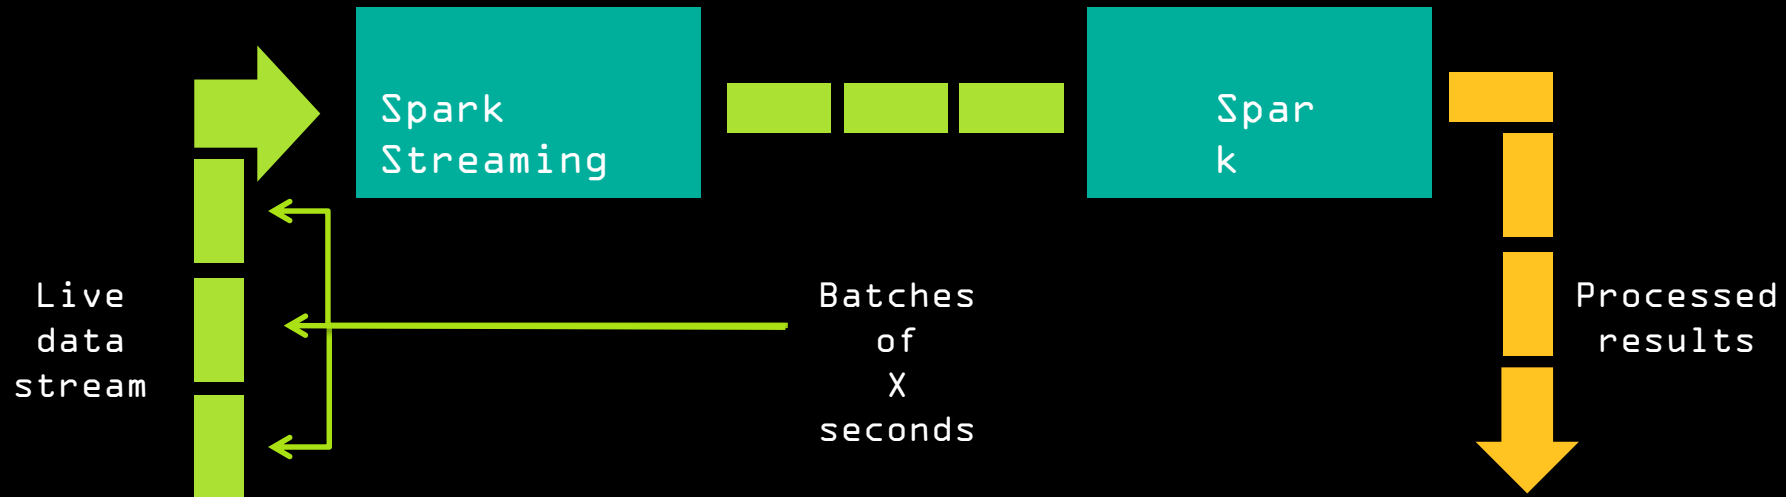 Spark
Streaming
Spar
k
Live
data
stream
Batches
of
X
seconds
Processed
results